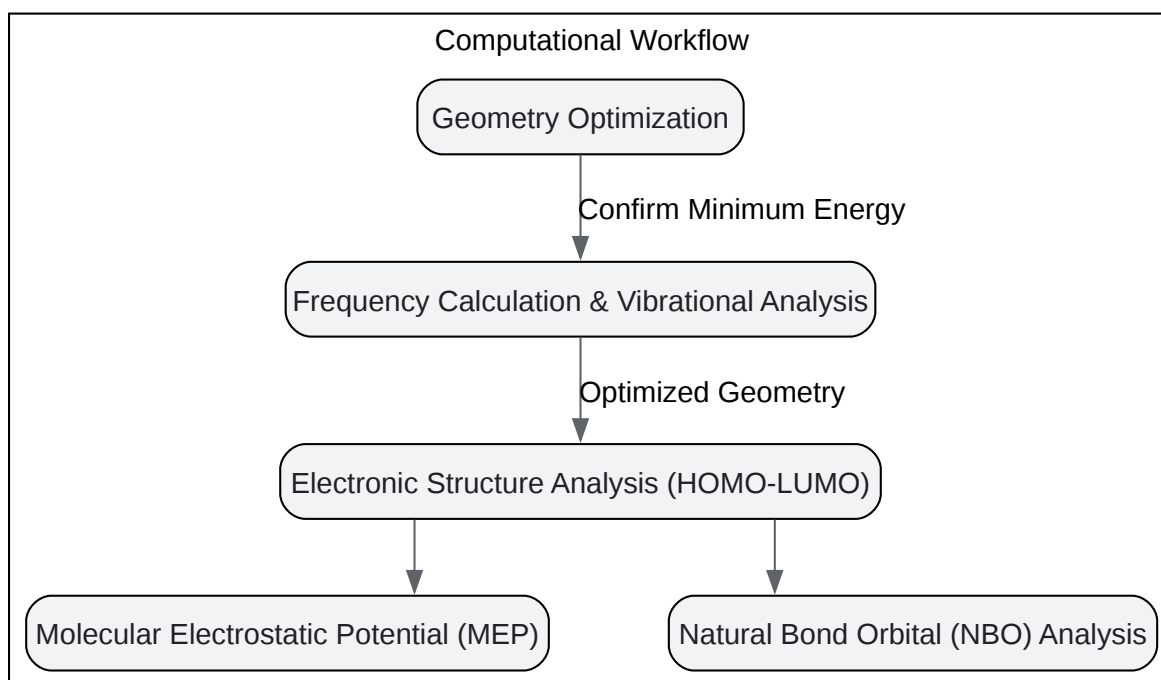 Computational Workflow
Geometry Optimization
Confirm Minimum Energy
Frequency Calculation & Vibrational Analysis
Optimized Geometry
Electronic Structure Analysis (HOMO-LUMO)
Molecular Electrostatic Potential (MEP)
Natural Bond Orbital (NBO) Analysis